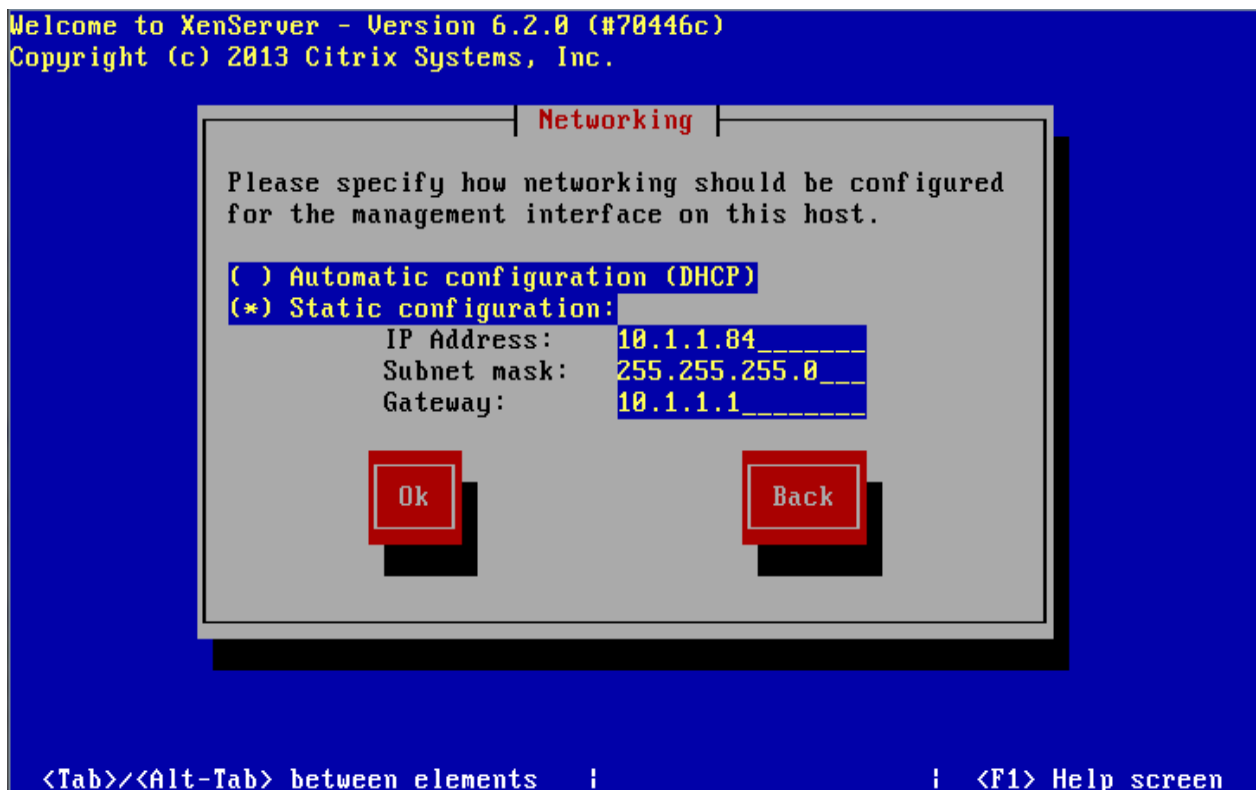 Welcome to XenServer - Version 6.2.0 (#70446c)
Copyright (c) 2013 Citrix Systems, Inc.
Networking
Please specify how networking should be configured
for the management interface on this host.
( ) Automatic configuration (DHCP)
(*) Static configuration:
IP Address: 10.1.1.84_______
Subnet mask: 255.255.255.0___
Gateway: 10.1.1.1________
Ok Back
<Tab>/<Alt-Tab> between elements | | <F1> Help screen